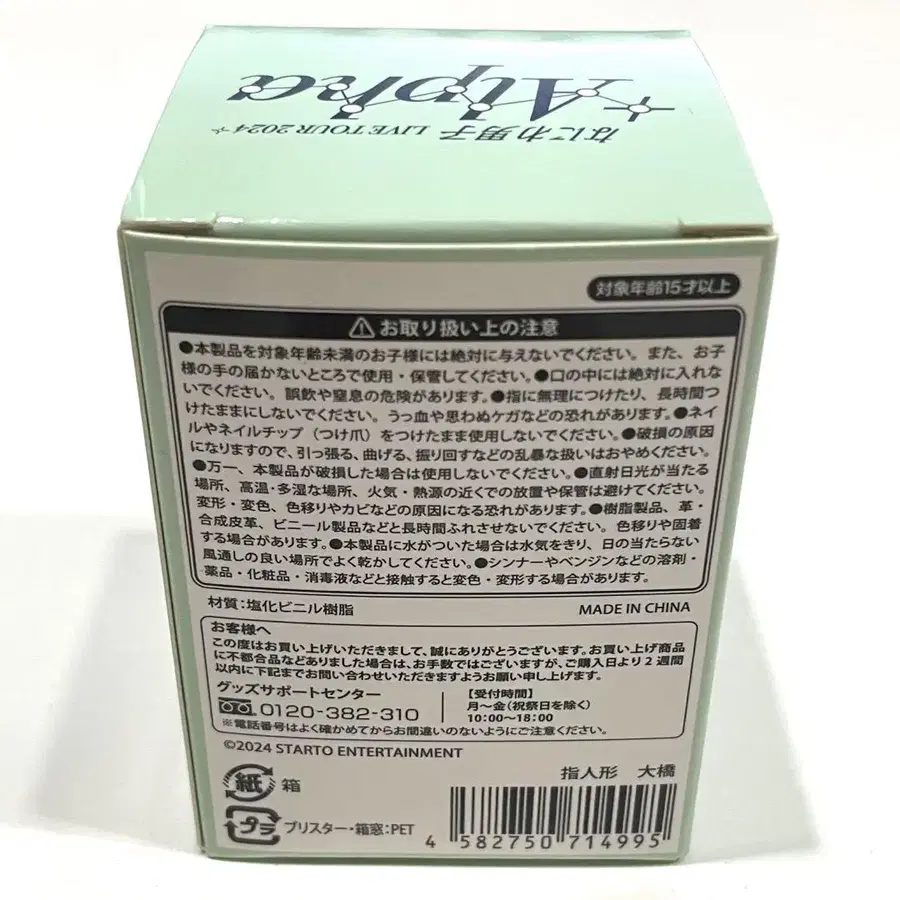 +Alpha
なにわ男子 LIVE TOUR 2024
対象年齢15才以上
お取り扱い上の注意
●本製品を対象年齢未満のお子様には絶対に与えないでください。また、お子
様の手の届かないところで使用・保管してください。●口の中には絶対に入れ
ないでください。誤飲や窒息の危険があります。●指に無理につけたり、長時間つ
けたままにしないでください。うっ血や思わぬケガなどの恐れがあります。●ネイ
ルやネイルチップ（つけ爪）をつけたまま使用しないでください。●破損の原因
になりますので、引っ張る、曲げる、振り回すなどの乱暴な扱いはおやめください。
●万一、本製品が破損した場合は使用しないでください。●直射日光が当たる
場所、高温・多湿な場所、火気・熱源の近くでの放置や保管は避けてください。
変形・変色、色移りやカビなどの原因になる恐れがあります。●樹脂製品、革・
合成皮革、ビニール製品などと長時間ふれさせないでください。色移りや固着
する場合があります。●本製品に水がついた場合は水気をきり、日の当たらない
風通しの良い場所でよく乾かしてください。●シンナーやベンジンなどの溶剤・
薬品・化粧品・消毒液などと接触すると変色・変形する場合があります。
材質：塩化ビニル樹脂 MADE IN CHINA
お客様へ
この度はお買い上げいただきまして、誠にありがとうございます。お買い上げ商品
に不都合品などありました場合は、お手数ではございますが、ご購入日より2週間
以内に下記までお問い合わせいただきますようお願い申し上げます。
グッズサポートセンター
0120-382-310
【受付時間】
月〜金（祝祭日を除く）
10:00〜18:00
※電話番号はよく確かめてからお間違いのないようにご注意ください。
©2024 STARTO ENTERTAINMENT
指人形 大橋
紙 箱
プラ ブリスター・箱窓：PET
4 582750 714995